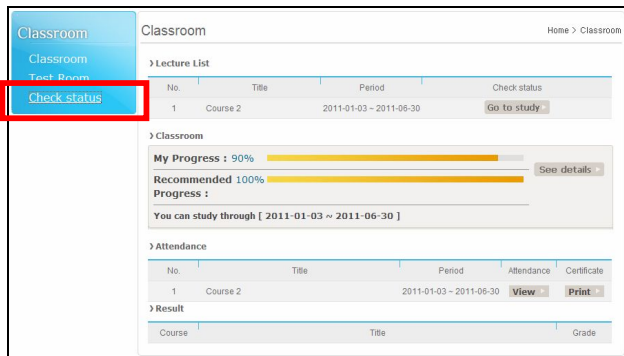 Classroom
Classroom
Test Room
Check status
Classroom
Home > Classroom
Lecture List
No. Title Period Check status
1 Course 2 2011-01-03 ~ 2011-06-30 Go to study
Classroom
My Progress : 90%
See details
Recommended 100%
Progress :
You can study through [ 2011-01-03 ~ 2011-06-30 ]
Attendance
No. Title Period Attendance Certificate
1 Course 2 2011-01-03 ~ 2011-06-30 View Print
Result
Course Title Grade